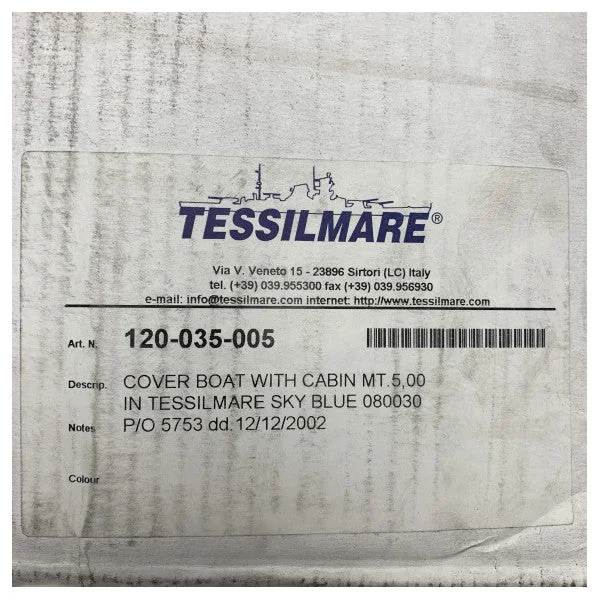 TESSILMARE®
Via V. Veneto 15 - 23896 Sirtori (LC) Italy
tel. (+39) 039.955300 fax (+39) 039.956930
e-mail: info@tessilmare.com internet: http://www.tessilmare.com
Art. N. 120-035-005
Descrip. COVER BOAT WITH CABIN MT.5,00
IN TESSILMARE SKY BLUE 080030
Notes P/O 5753 dd.12/12/2002
Colour